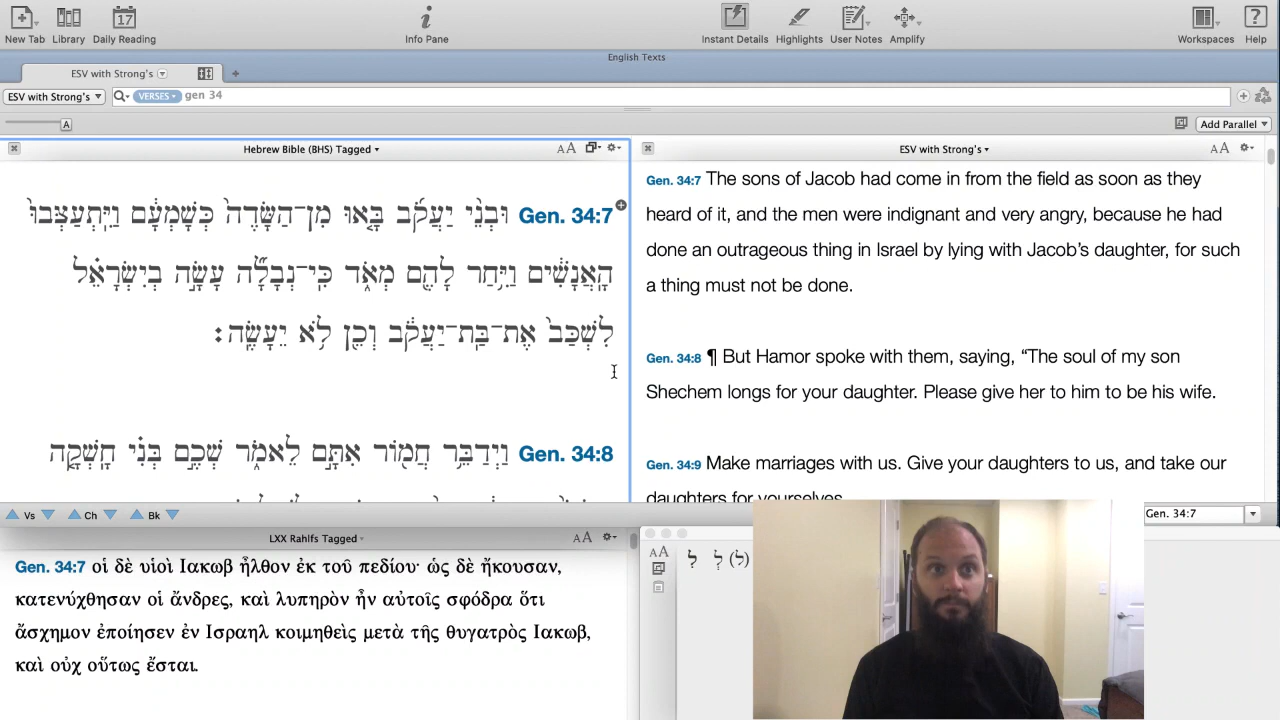 New Tab Library Daily Reading Info Pane Instant Details Highlights User Notes Amplify Workspaces Help
17
English Texts
ESV with Strong's
ESV with Strong's VERSES gen 34
A
Add Parallel
Hebrew Bible (BHS) Tagged
AA
ESV with Strong's
AA
Gen. 34:7 וּבְנֵ֨י יַעֲקֹ֜ב בָּ֤אוּ מִן־הַשָּׂדֶה֙ כְּשָׁמְעָ֔ם וַיִּֽתְעַצְּבוּ֙
הָֽאֲנָשִׁ֔ים וַיִּ֥חַר לָהֶ֖ם מְאֹ֑ד כִּֽי־נְבָלָ֞ה עָשָׂ֣ה בְיִשְׂרָאֵ֗ל
לִשְׁכַּב֙ אֶת־בַּֽת־יַעֲקֹ֔ב וְכֵ֖ן לֹ֥א יֵעָשֶֽׂה׃
Gen. 34:8 וַיְדַבֵּ֥ר חֲמ֖וֹר אִתָּ֣ם לֵאמֹ֑ר שְׁכֶ֣ם בְּנִ֗י חָֽשְׁקָ֤ה
Gen. 34:7 The sons of Jacob had come in from the field as soon as they
heard of it, and the men were indignant and very angry, because he had
done an outrageous thing in Israel by lying with Jacob’s daughter, for such
a thing must not be done.
Gen. 34:8 ¶ But Hamor spoke with them, saying, “The soul of my son
Shechem longs for your daughter. Please give her to him to be his wife.
Gen. 34:9 Make marriages with us. Give your daughters to us, and take our
daughters for yourselves.
Vs Ch Bk
Gen. 34:7
LXX Rahlfs Tagged
AA
Gen. 34:7 οἱ δὲ υἱοὶ Ιακωβ ἦλθον ἐκ τοῦ πεδίου· ὡς δὲ ἤκουσαν,
κατενύχθησαν οἱ ἄνδρες, καὶ λυπηρὸν ἦν αὐτοῖς σφόδρα ὅτι
ἄσχημον ἐποίησεν ἐν Ισραηλ κοιμηθεὶς μετὰ τῆς θυγατρὸς Ιακωβ,
καὶ οὐχ οὕτως ἔσται.
AA
לְ לְ (ל)